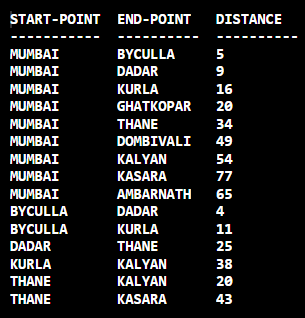 START-POINT  END-POINT  DISTANCE
-----------  ----------  ----------
MUMBAI       BYCULLA     5
MUMBAI       DADAR       9
MUMBAI       KURLA       16
MUMBAI       GHATKOPAR   20
MUMBAI       THANE       34
MUMBAI       DOMBIVALI   49
MUMBAI       KALYAN      54
MUMBAI       KASARA      77
MUMBAI       AMBARNATH   65
BYCULLA      DADAR       4
BYCULLA      KURLA       11
DADAR        THANE       25
KURLA        KALYAN      38
THANE        KALYAN      20
THANE        KASARA      43